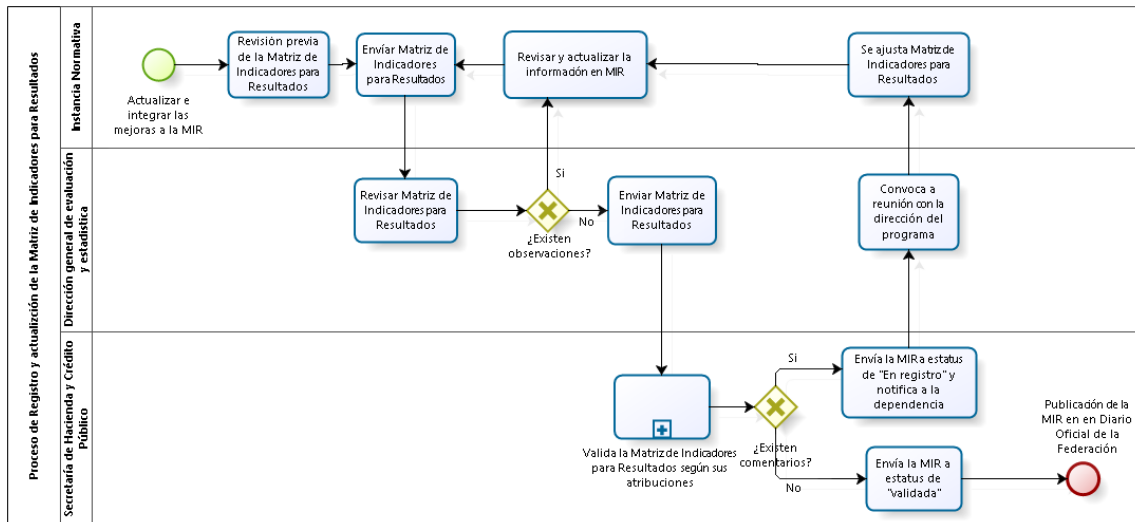 Proceso de Registro y actualizción de la Matriz de Indicadores para Resultados
Instancia Normativa
Actualizar e
integrar las
mejoras a la MIR
Revisión previa
de la Matriz de
Indicadores para
Resultados
Envíar Matriz de
Indicadores
para Resultados
Revisar y actualizar la
información en MIR
Se ajusta Matriz de
Indicadores para
Resultados
Dirección general de evaluación
y estadistica
Revisar Matriz de
Indicadores para
Resultados
¿Existen
observaciones?
Si
No
Enviar Matriz de
Indicadores para
Resultados
Convoca a
reunión con la
dirección del
programa
Secretaría de Hacienda y Crédito
Público
Valida la Matriz de Indicadores
para Resultados según sus
atribuciones
¿Existen
comentarios?
Si
No
Envía la MIR a estatus
de "En registro" y
notifica a la
dependencia
Envía la MIR a
estatus de
"validada"
Publicación de la
MIR en en Diario
Oficial de la
Federación